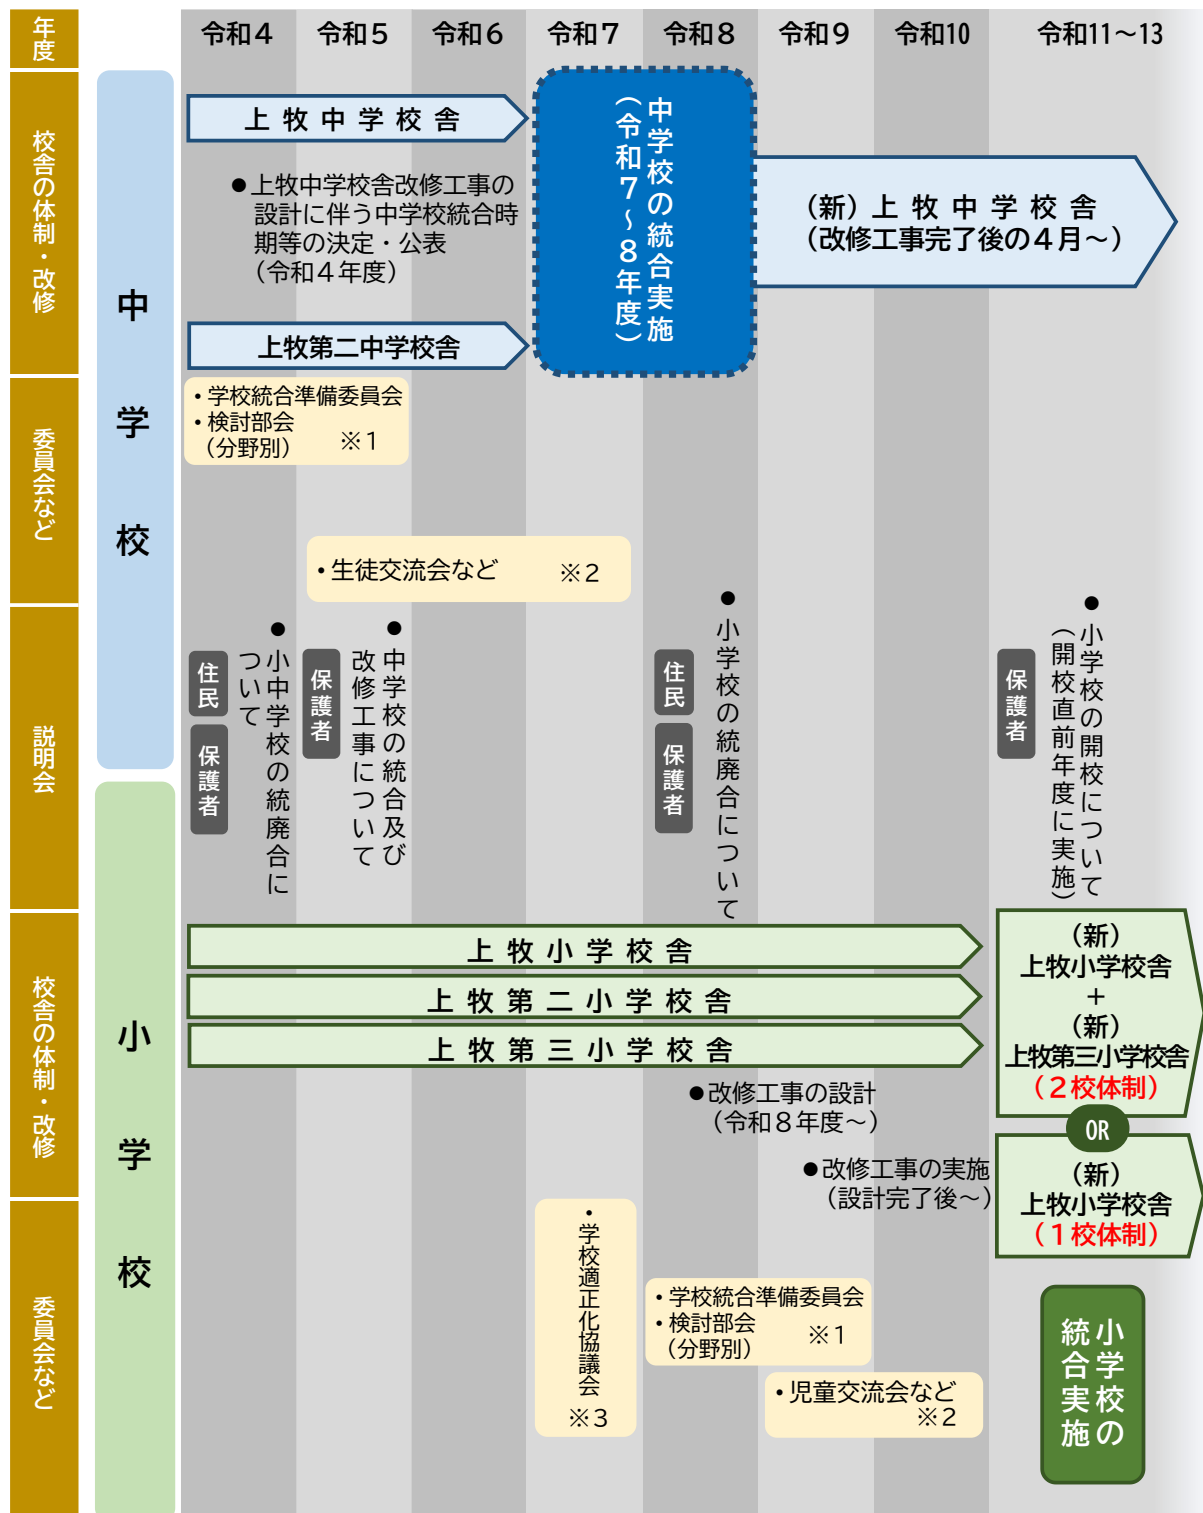 年度
令和4
令和5
令和6
令和7
令和8
令和9
令和10
令和11～13
校舎の体制・改修
委員会など
説明会
校舎の体制・改修
委員会など
中学校
小学校
上牧中学校舎
●上牧中学校舎改修工事の
設計に伴う中学校統合時
期等の決定・公表
（令和４年度）
上牧第二中学校舎
中学校の統合実施
（令和７～８年度）
（新）上牧中学校舎
（改修工事完了後の４月～）
・学校統合準備委員会
・検討部会
（分野別）　※1
・生徒交流会など　※2
●小中学校の統廃合に
ついて
住民
保護者
●中学校の統合及び
改修工事について
保護者
●小学校の統廃合について
住民
保護者
●小学校の開校について
（開校直前年度に実施）
保護者
上牧小学校舎
上牧第二小学校舎
上牧第三小学校舎
●改修工事の設計
（令和８年度～）
●改修工事の実施
（設計完了後～）
（新）
上牧小学校舎
＋
（新）
上牧第三小学校舎
（２校体制）
OR
（新）
上牧小学校舎
（１校体制）
・学校適正化協議会
※3
・学校統合準備委員会
・検討部会
（分野別）　※1
・児童交流会など
※2
小学校の
統合実施